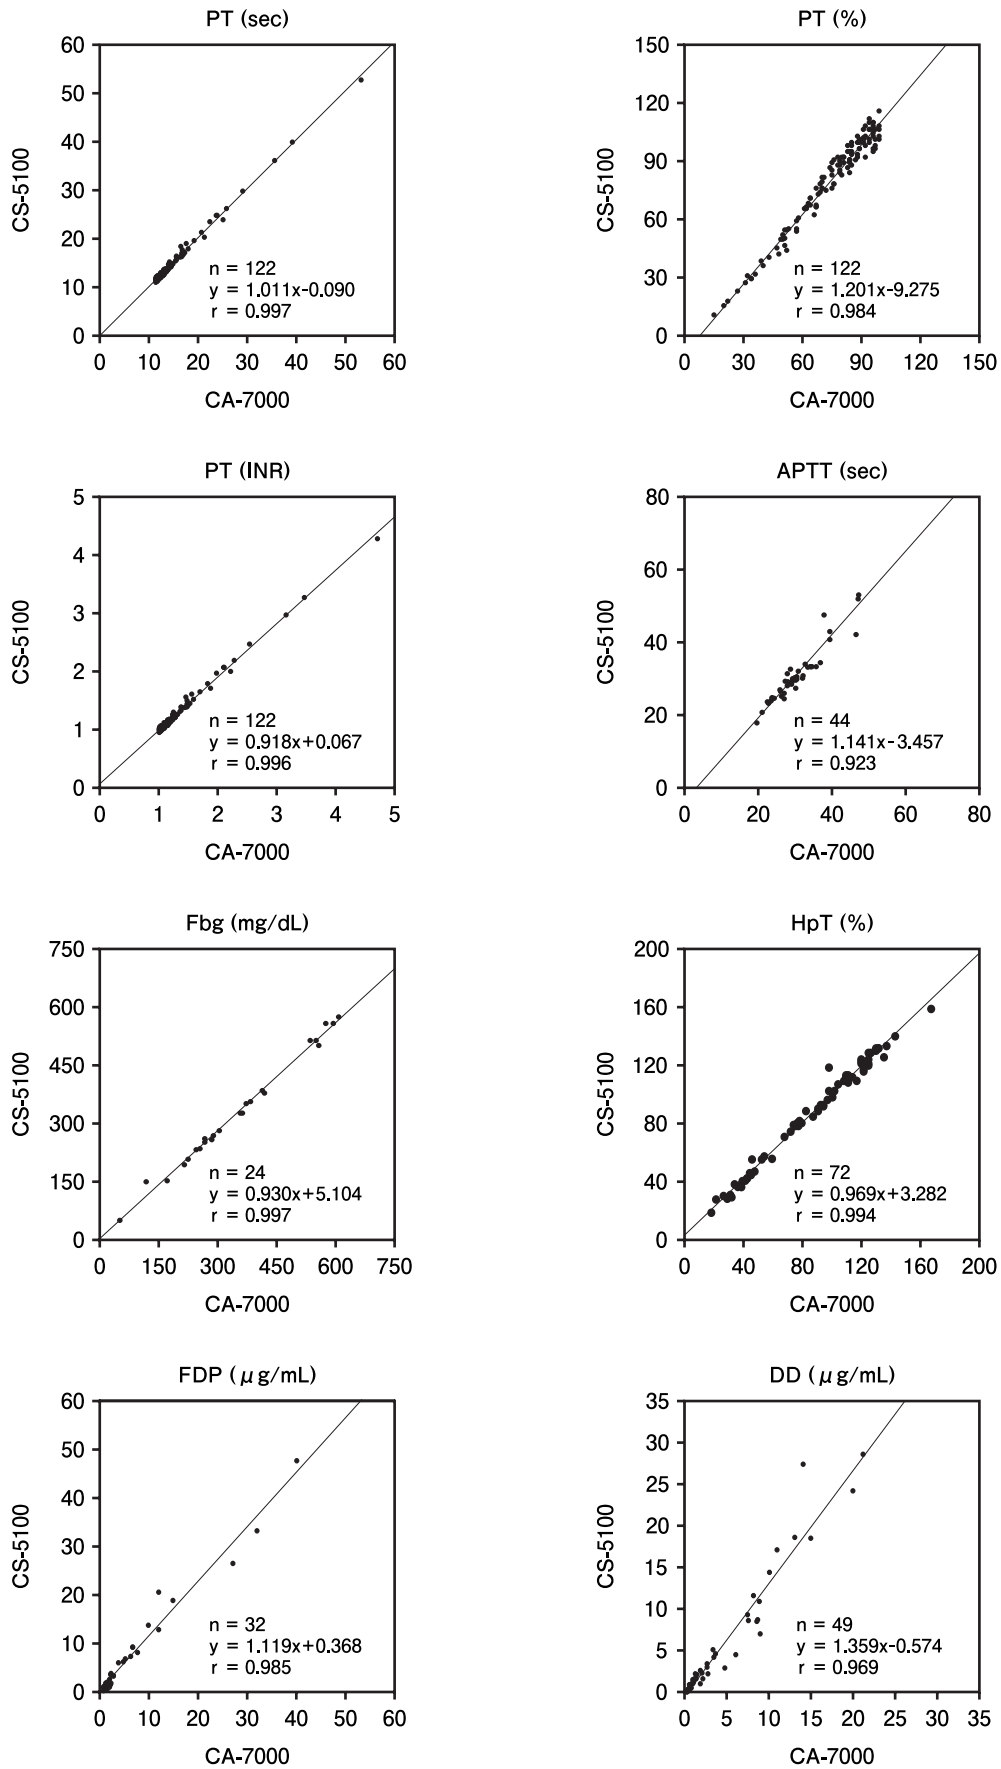 PT (sec)
60
50
40
30
20
10
0
CS-5100
n = 122
y = 1.011x-0.090
r = 0.997
0 10 20 30 40 50 60
CA-7000
PT (%)
150
120
90
60
30
0
CS-5100
n = 122
y = 1.201x-9.275
r = 0.984
0 30 60 90 120 150
CA-7000
PT (INR)
5
4
3
2
1
0
CS-5100
n = 122
y = 0.918x+0.067
r = 0.996
0 1 2 3 4 5
CA-7000
APTT (sec)
80
60
40
20
0
CS-5100
n = 44
y = 1.141x-3.457
r = 0.923
0 20 40 60 80
CA-7000
Fbg (mg/dL)
750
600
450
300
150
0
CS-5100
n = 24
y = 0.930x+5.104
r = 0.997
0 150 300 450 600 750
CA-7000
HpT (%)
200
160
120
80
40
0
CS-5100
n = 72
y = 0.969x+3.282
r = 0.994
0 40 80 120 160 200
CA-7000
FDP (μg/mL)
60
50
40
30
20
10
0
CS-5100
n = 32
y = 1.119x+0.368
r = 0.985
0 10 20 30 40 50 60
CA-7000
DD (μg/mL)
35
30
25
20
15
10
5
0
CS-5100
n = 49
y = 1.359x-0.574
r = 0.969
0 5 10 15 20 25 30 35
CA-7000